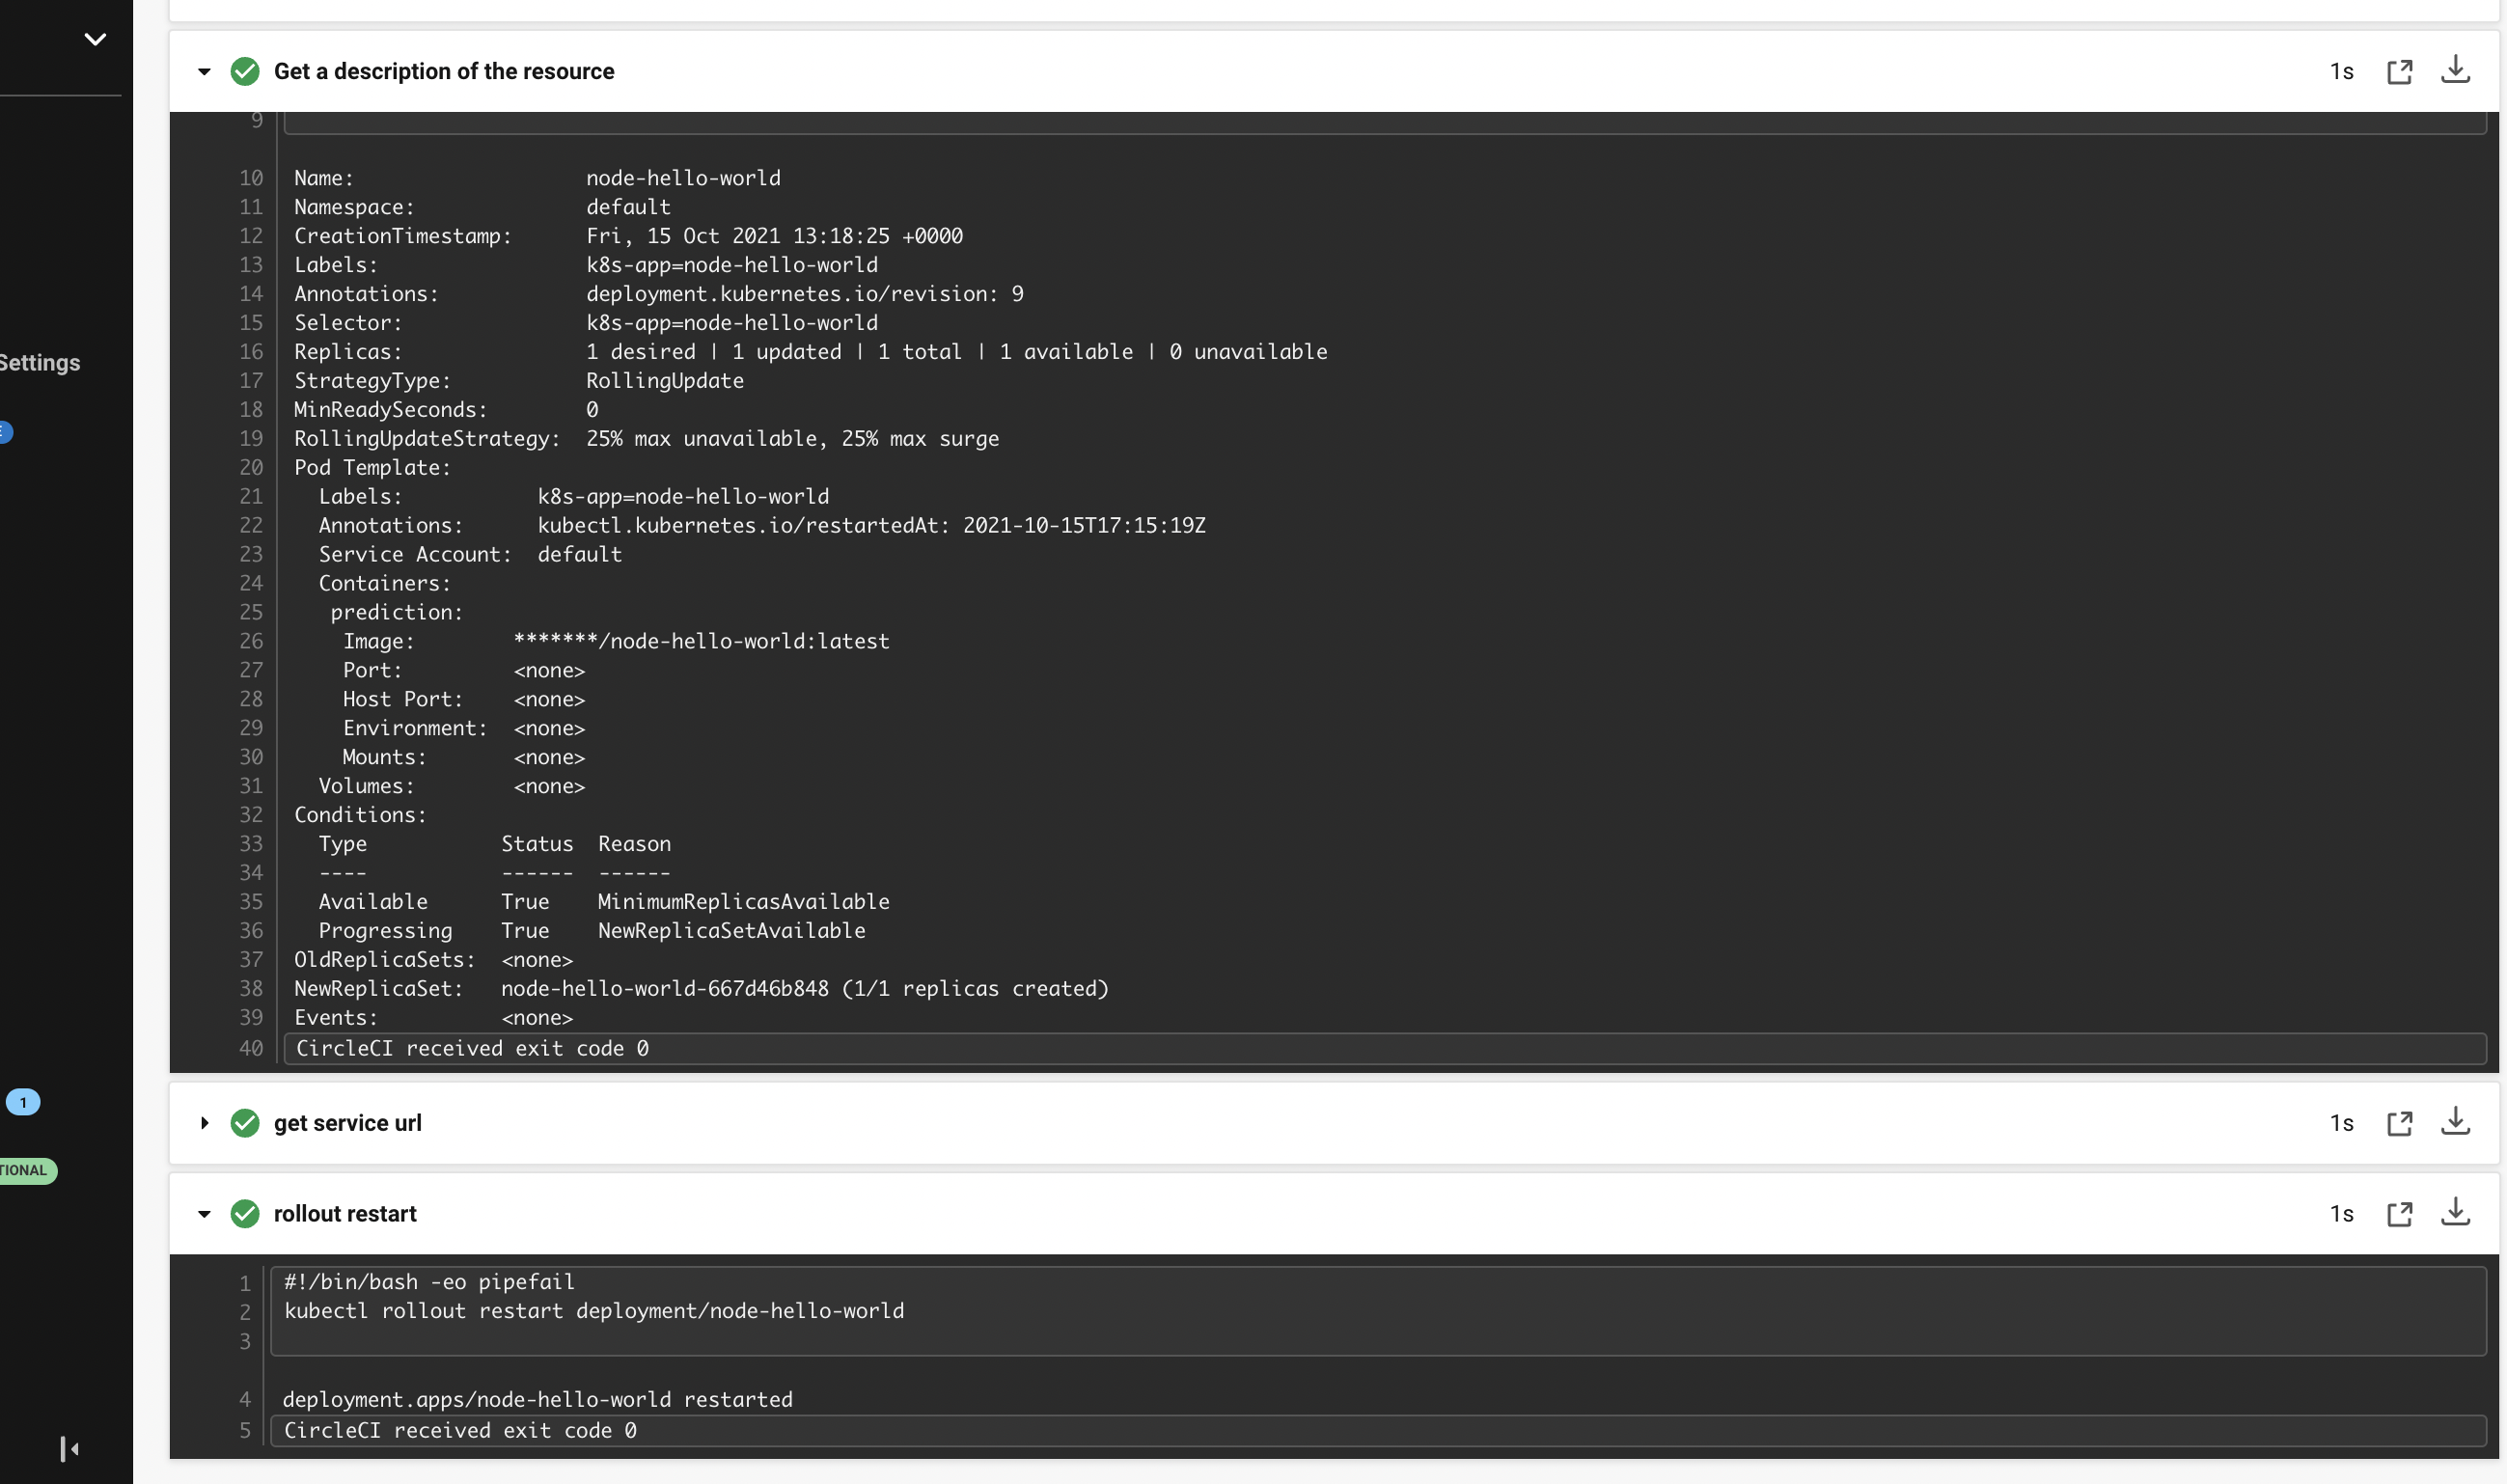 Settings
1
TIONAL
Get a description of the resource 1s
9
10 Name: node-hello-world
11 Namespace: default
12 CreationTimestamp: Fri, 15 Oct 2021 13:18:25 +0000
13 Labels: k8s-app=node-hello-world
14 Annotations: deployment.kubernetes.io/revision: 9
15 Selector: k8s-app=node-hello-world
16 Replicas: 1 desired | 1 updated | 1 total | 1 available | 0 unavailable
17 StrategyType: RollingUpdate
18 MinReadySeconds: 0
19 RollingUpdateStrategy: 25% max unavailable, 25% max surge
20 Pod Template:
21 Labels: k8s-app=node-hello-world
22 Annotations: kubectl.kubernetes.io/restartedAt: 2021-10-15T17:15:19Z
23 Service Account: default
24 Containers:
25 prediction:
26 Image: *******/node-hello-world:latest
27 Port: <none>
28 Host Port: <none>
29 Environment: <none>
30 Mounts: <none>
31 Volumes: <none>
32 Conditions:
33 Type Status Reason
34 ---- ------ ------
35 Available True MinimumReplicasAvailable
36 Progressing True NewReplicaSetAvailable
37 OldReplicaSets: <none>
38 NewReplicaSet: node-hello-world-667d46b848 (1/1 replicas created)
39 Events: <none>
40 CircleCI received exit code 0
get service url 1s
rollout restart 1s
1 #!/bin/bash -eo pipefail
2 kubectl rollout restart deployment/node-hello-world
3
4 deployment.apps/node-hello-world restarted
5 CircleCI received exit code 0